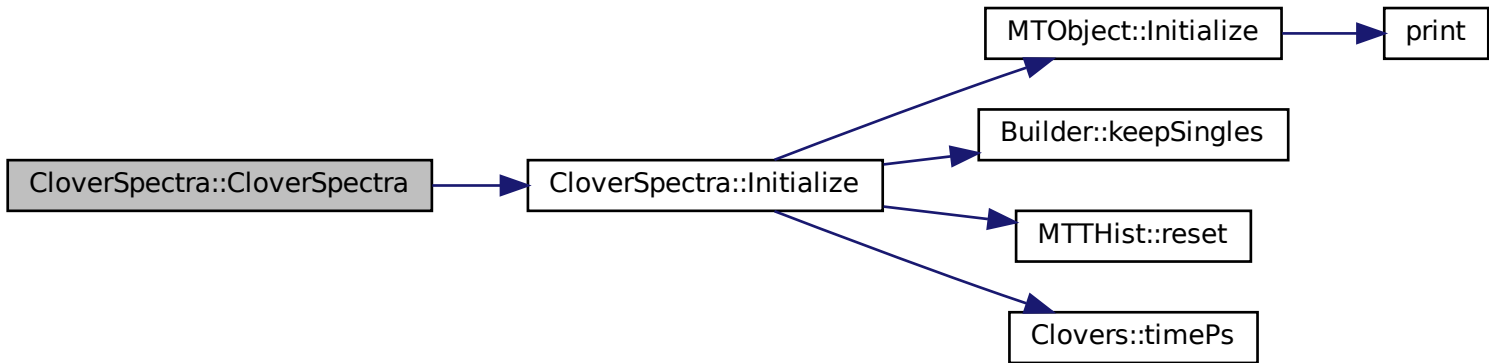 MTObject::Initialize
print
Builder::keepSingles
CloverSpectra::CloverSpectra
CloverSpectra::Initialize
MTTHist::reset
Clovers::timePs